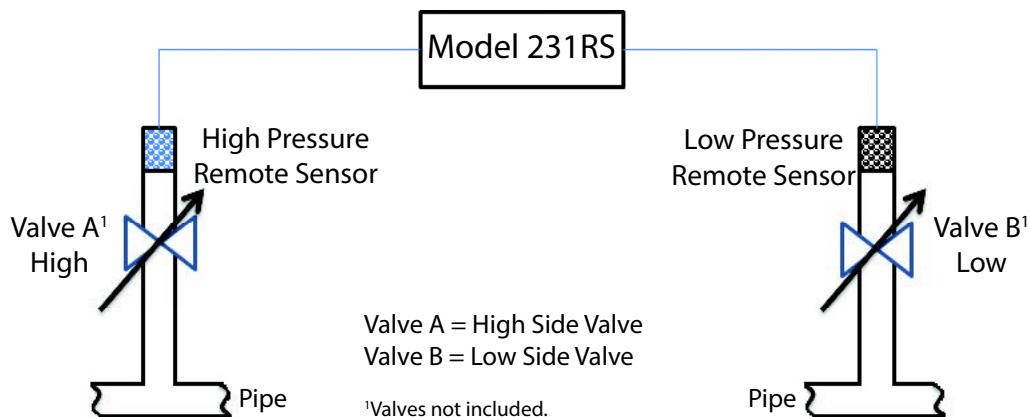 Model 231RS
High Pressure
Remote Sensor
Low Pressure
Remote Sensor
Valve A¹
High
Valve B¹
Low
Valve A = High Side Valve
Valve B = Low Side Valve
Pipe
Pipe
¹Valves not included.